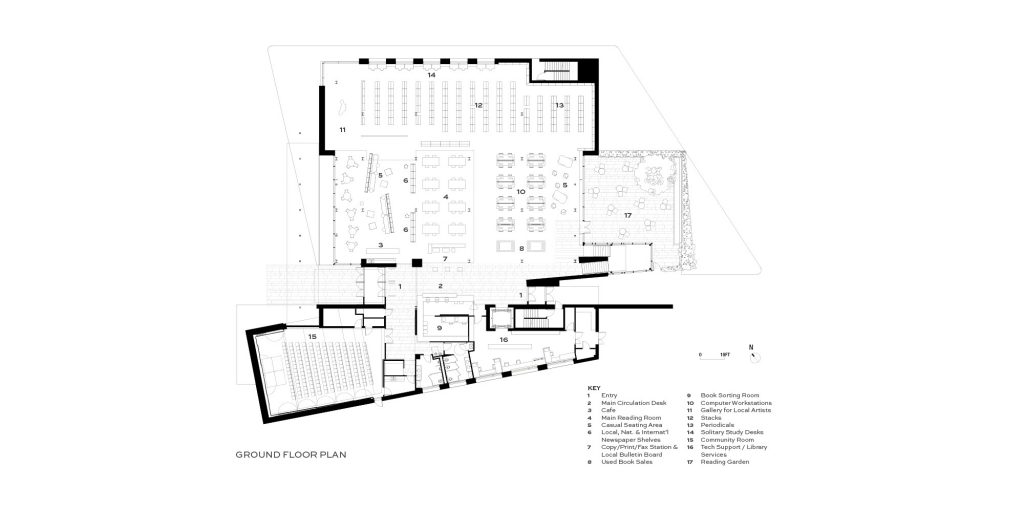 14
12
13
11
5
6
4
10
5
17
6
3
8
7
1
2
1
9
16
15
N
0
16FT
KEY
1 Entry
2 Main Circulation Desk
3 Cafe
4 Main Reading Room
5 Casual Seating Area
6 Local, Nat. & Internat'l
Newspaper Shelves
7 Copy/Print/Fax Station &
Local Bulletin Board
8 Used Book Sales
9 Book Sorting Room
10 Computer Workstations
11 Gallery for Local Artists
12 Stacks
13 Periodicals
14 Solitary Study Desks
15 Community Room
16 Tech Support / Library
Services
17 Reading Garden
GROUND FLOOR PLAN